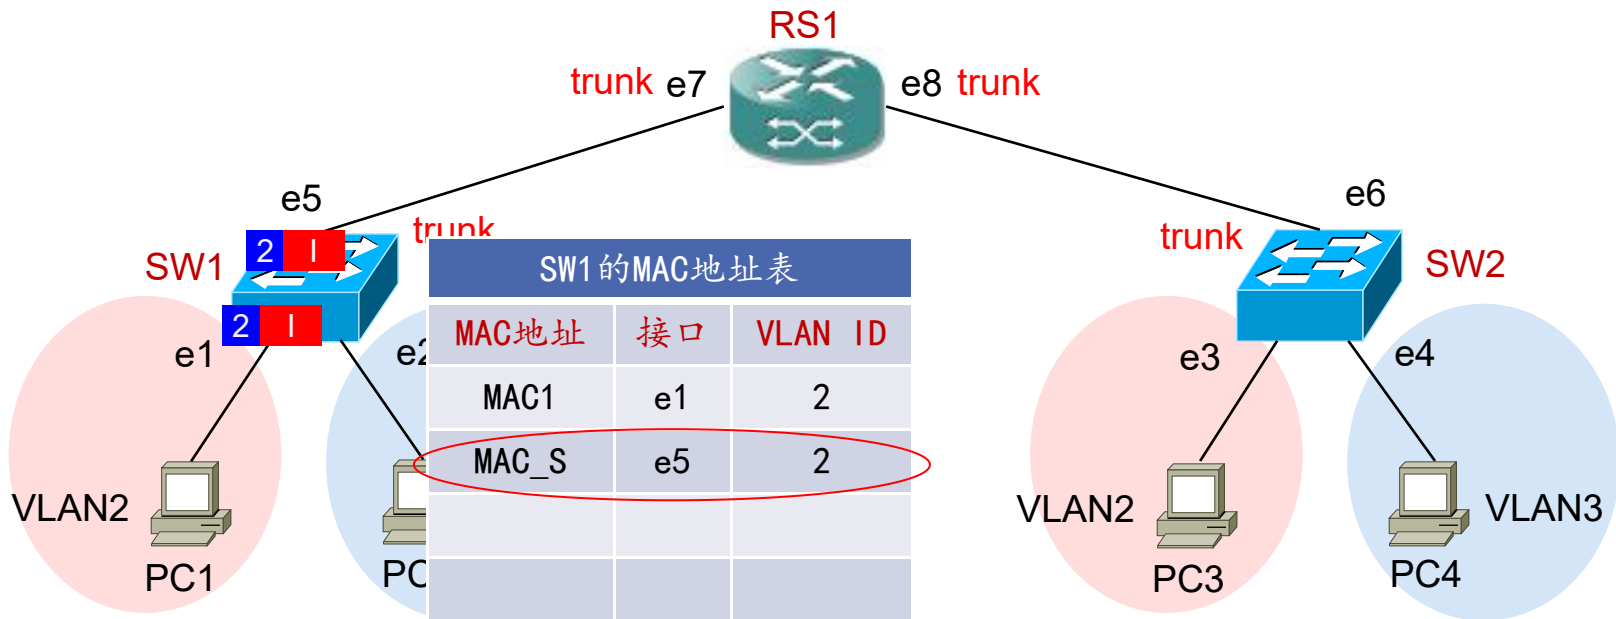 RS1
trunk e7
e8 trunk
e5
trunk
e6
trunk
2 I
SW1
SW2
2 I
e1
e3
e4
SW1的MAC地址表
MAC地址 接口 VLAN ID
MAC1 e1 2
MAC_S e5 2
VLAN2
VLAN2
VLAN3
PC1
PC3
PC4